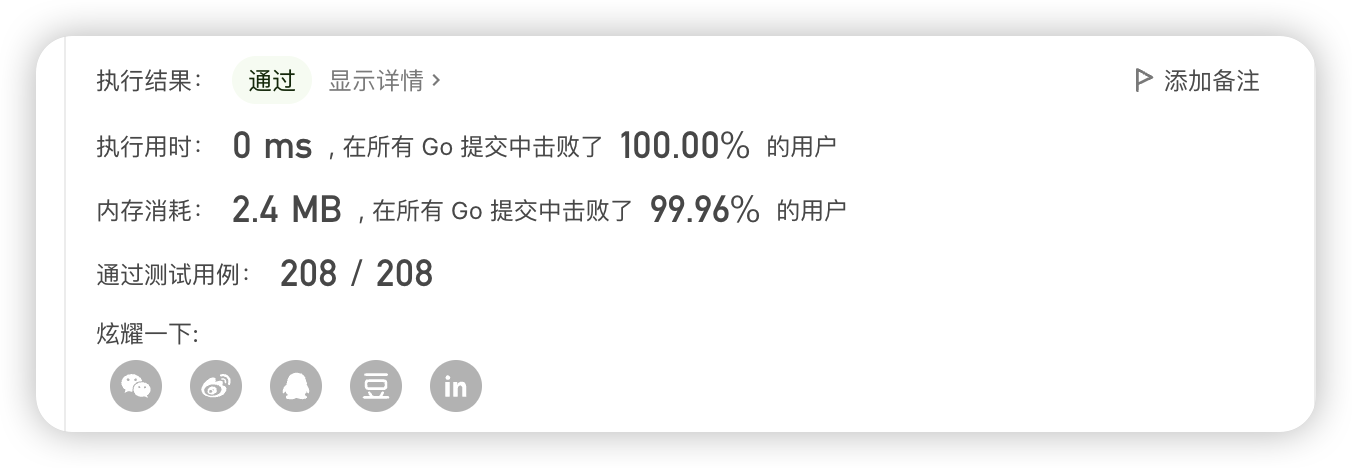 执行结果： 通过 显示详情 > 添加备注
执行用时： 0 ms , 在所有 Go 提交中击败了 100.00% 的用户
内存消耗： 2.4 MB , 在所有 Go 提交中击败了 99.96% 的用户
通过测试用例： 208 / 208
炫耀一下:
豆 in